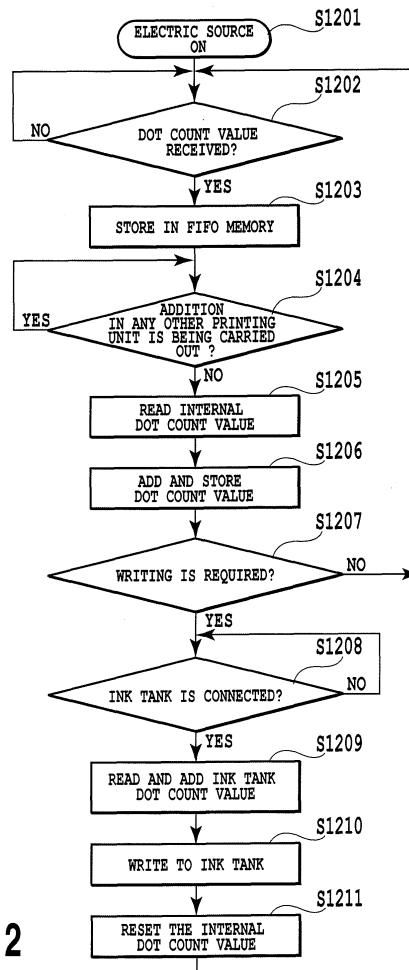 S1201
ELECTRIC SOURCE
ON
S1202
DOT COUNT VALUE
RECEIVED?
NO
YES
S1203
STORE IN FIFO MEMORY
S1204
ADDITION
IN ANY OTHER PRINTING
UNIT IS BEING CARRIED
OUT ?
YES
NO
S1205
READ INTERNAL
DOT COUNT VALUE
S1206
ADD AND STORE
DOT COUNT VALUE
S1207
WRITING IS REQUIRED?
NO
YES
S1208
INK TANK IS CONNECTED?
NO
YES
S1209
READ AND ADD INK TANK
DOT COUNT VALUE
S1210
WRITE TO INK TANK
S1211
RESET THE INTERNAL
DOT COUNT VALUE
2